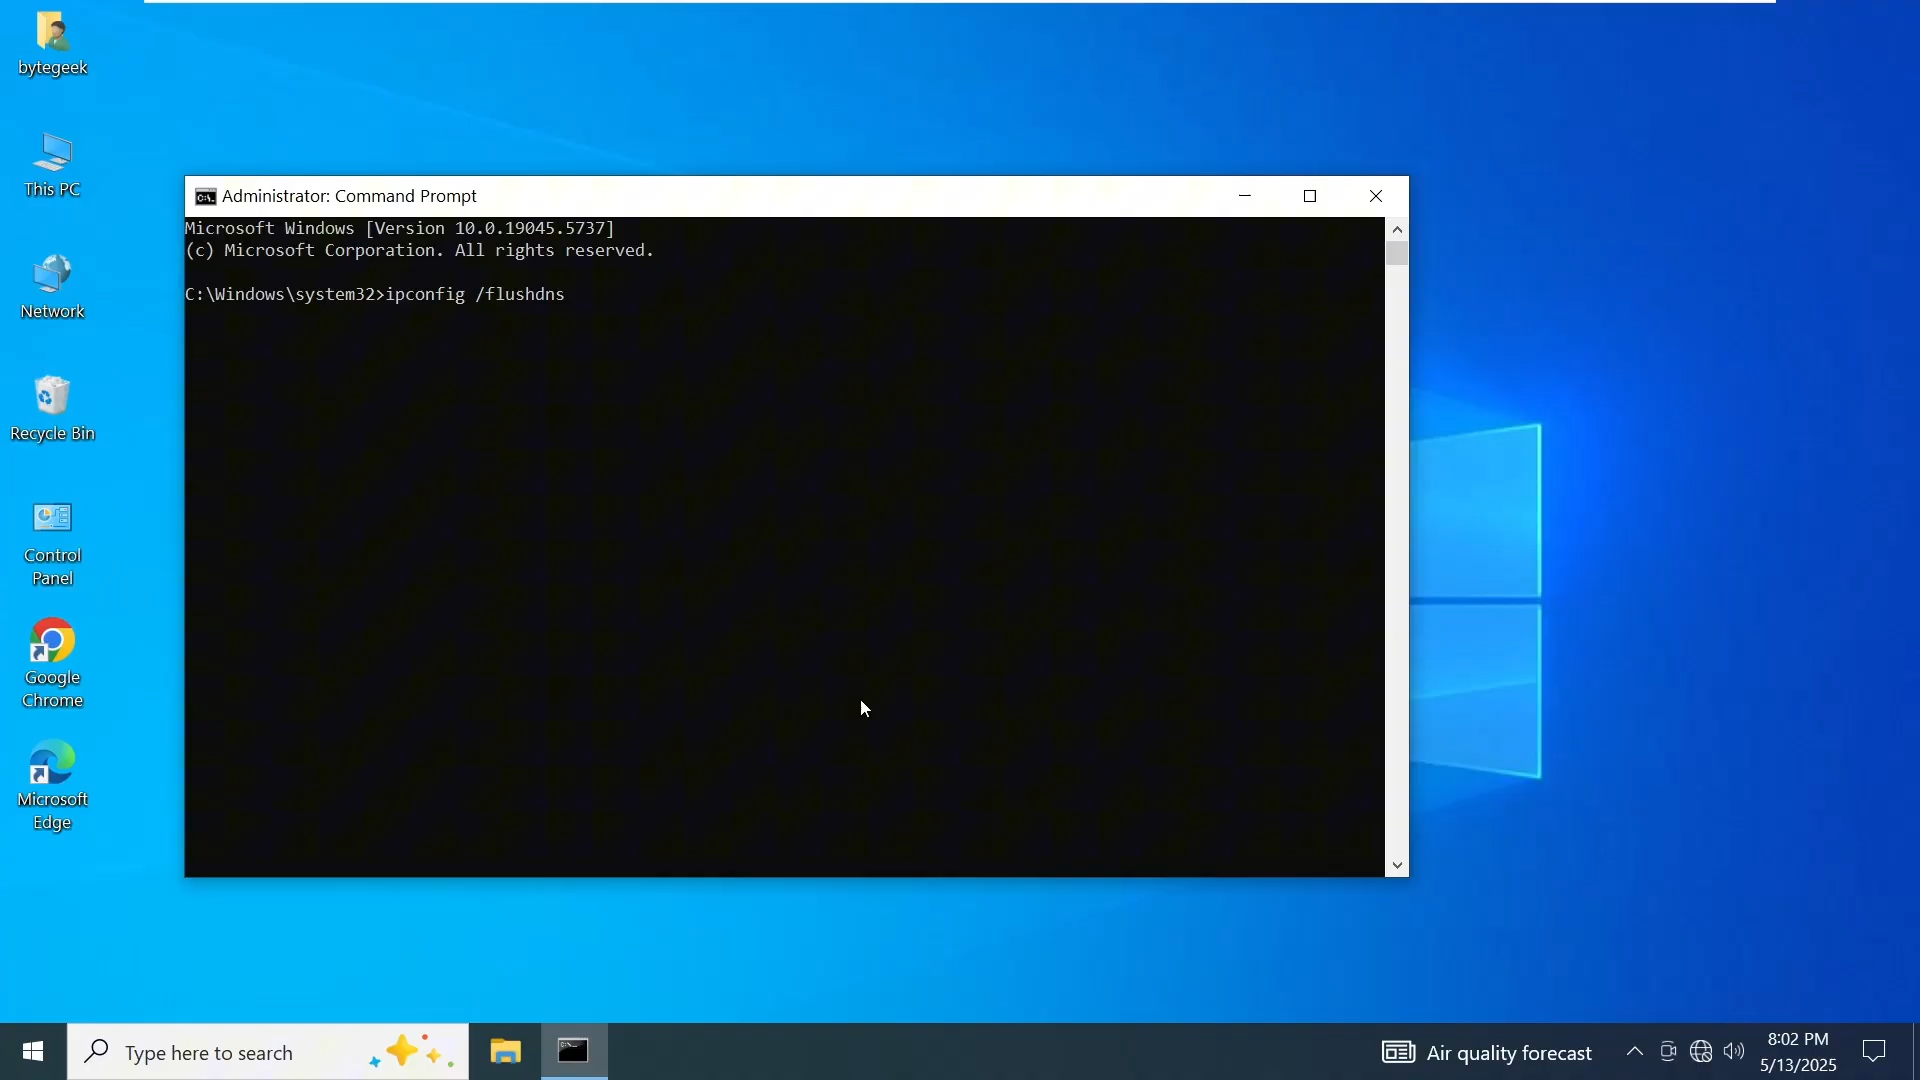 bytegeek
This PC
Network
Recycle Bin
Control
Panel
Google
Chrome
Microsoft
Edge
Administrator: Command Prompt
Microsoft Windows [Version 10.0.19045.5737]
(c) Microsoft Corporation. All rights reserved.
C:\Windows\system32>ipconfig /flushdns
Type here to search
Air quality forecast
8:02 PM
5/13/2025